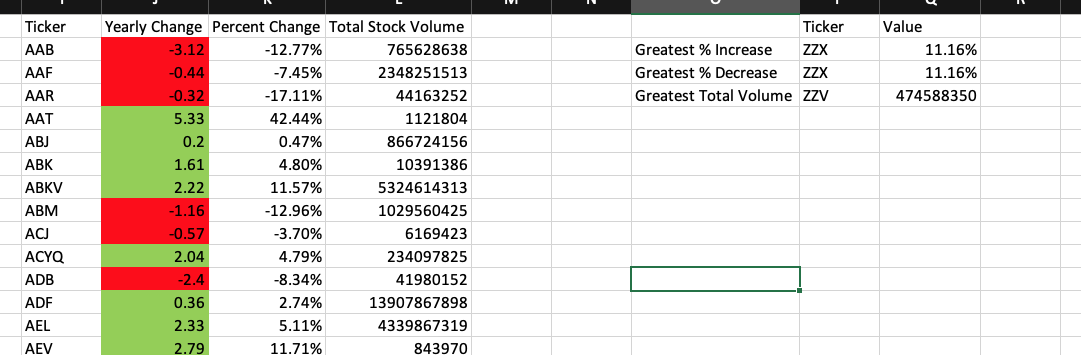 Ticker Yearly Change Percent Change Total Stock Volume Ticker Value
AAB -3.12 -12.77% 765628638 Greatest % Increase ZZX 11.16%
AAF -0.44 -7.45% 2348251513 Greatest % Decrease ZZX 11.16%
AAR -0.32 -17.11% 44163252 Greatest Total Volume ZZV 474588350
AAT 5.33 42.44% 1121804
ABJ 0.2 0.47% 866724156
ABK 1.61 4.80% 10391386
ABKV 2.22 11.57% 5324614313
ABM -1.16 -12.96% 1029560425
ACJ -0.57 -3.70% 6169423
ACYQ 2.04 4.79% 234097825
ADB -2.4 -8.34% 41980152
ADF 0.36 2.74% 13907867898
AEL 2.33 5.11% 4339867319
AEV 2.79 11.71% 843970